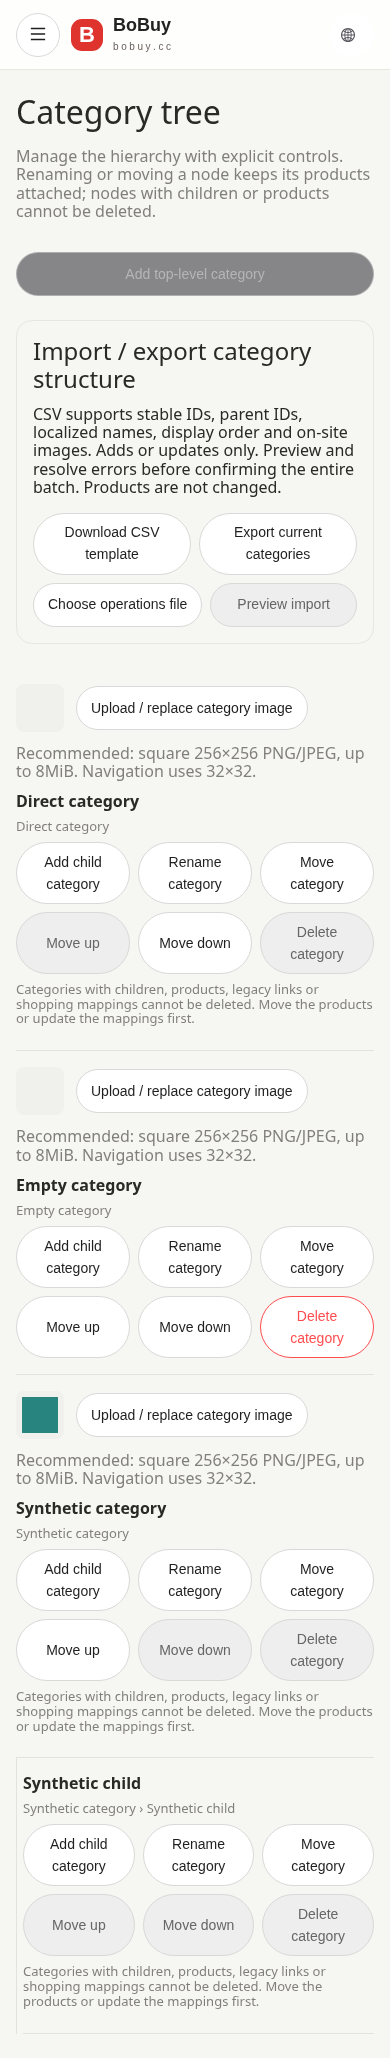 B
BoBuy
bobuy.cc
Category tree
Manage the hierarchy with explicit controls.
Renaming or moving a node keeps its products
attached; nodes with children or products
cannot be deleted.
Add top-level category
Import / export category
structure
CSV supports stable IDs, parent IDs,
localized names, display order and on-site
images. Adds or updates only. Preview and
resolve errors before confirming the entire
batch. Products are not changed.
Download CSV
template
Export current
categories
Choose operations file
Preview import
Upload / replace category image
Recommended: square 256×256 PNG/JPEG, up
to 8MiB. Navigation uses 32×32.
Direct category
Direct category
Add child
category
Rename
category
Move
category
Move up
Move down
Delete
category
Categories with children, products, legacy links or
shopping mappings cannot be deleted. Move the products
or update the mappings first.
Upload / replace category image
Recommended: square 256×256 PNG/JPEG, up
to 8MiB. Navigation uses 32×32.
Empty category
Empty category
Add child
category
Rename
category
Move
category
Move up
Move down
Delete
category
Upload / replace category image
Recommended: square 256×256 PNG/JPEG, up
to 8MiB. Navigation uses 32×32.
Synthetic category
Synthetic category
Add child
category
Rename
category
Move
category
Move up
Move down
Delete
category
Categories with children, products, legacy links or
shopping mappings cannot be deleted. Move the products
or update the mappings first.
Synthetic child
Synthetic category › Synthetic child
Add child
category
Rename
category
Move
category
Move up
Move down
Delete
category
Categories with children, products, legacy links or
shopping mappings cannot be deleted. Move the
products or update the mappings first.